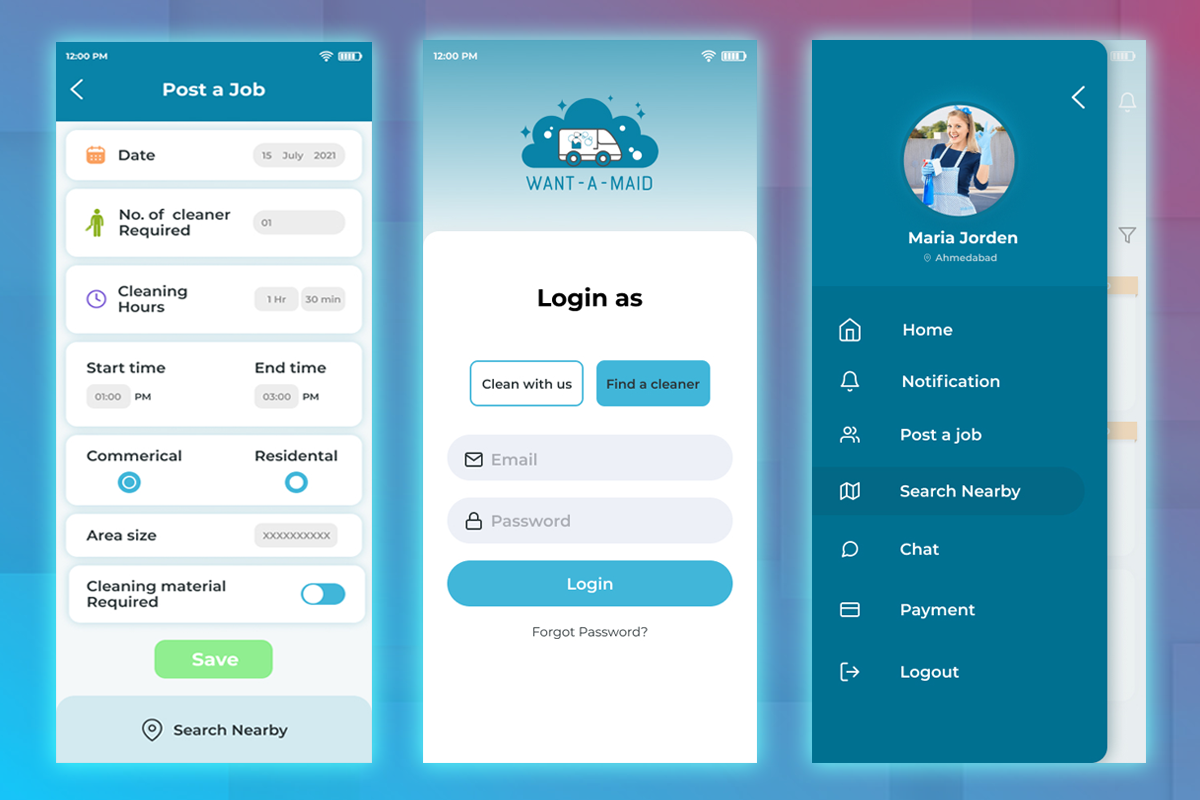 12:00 PM
Post a Job
Date
15 July 2021
No. of cleaner
Required
01
Cleaning
Hours
1 Hr 30 min
Start time
End time
01:00 PM
03:00 PM
Commerical
Residental
Area size
XXXXXXXXXX
Cleaning material
Required
Save
Search Nearby
12:00 PM
WANT-A-MAID
Login as
Clean with us
Find a cleaner
Email
Password
Login
Forgot Password?
Maria Jorden
Ahmedabad
Home
Notification
Post a job
Search Nearby
Chat
Payment
Logout